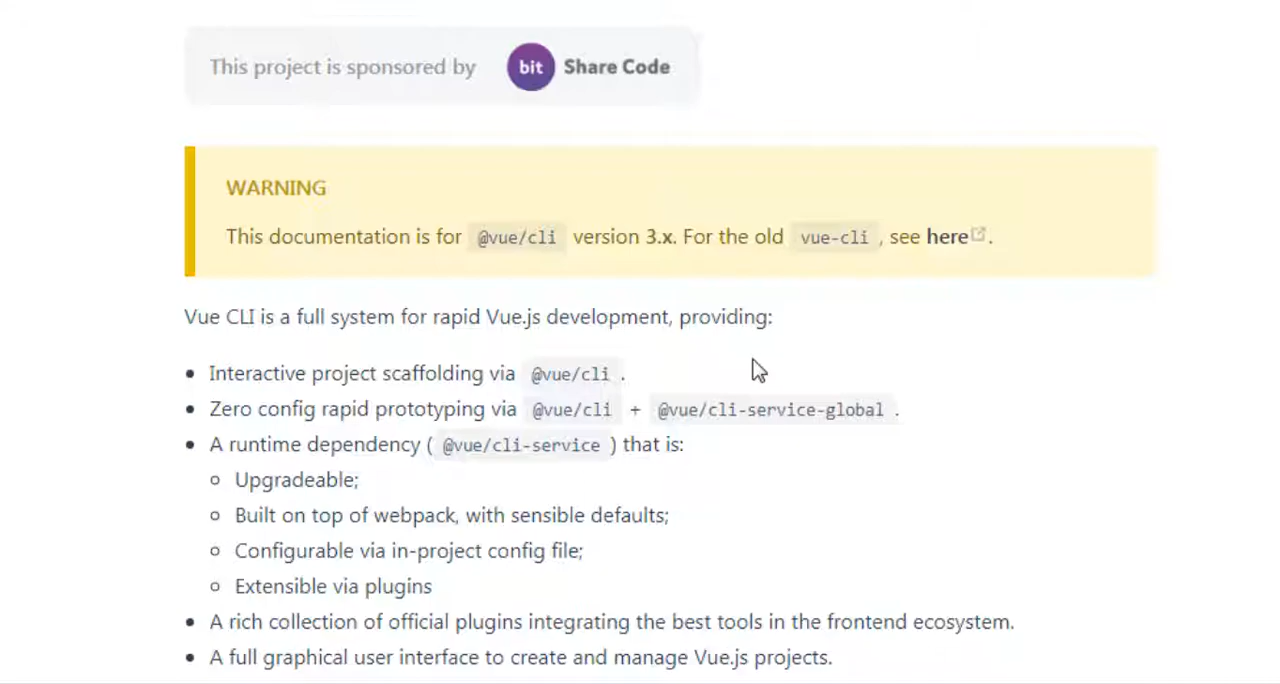 This project is sponsored by bit Share Code
WARNING
This documentation is for @vue/cli version 3.x. For the old vue-cli , see here .
Vue CLI is a full system for rapid Vue.js development, providing:
Interactive project scaffolding via @vue/cli .
Zero config rapid prototyping via @vue/cli + @vue/cli-service-global .
A runtime dependency ( @vue/cli-service ) that is:
Upgradeable;
Built on top of webpack, with sensible defaults;
Configurable via in-project config file;
Extensible via plugins
A rich collection of official plugins integrating the best tools in the frontend ecosystem.
A full graphical user interface to create and manage Vue.js projects.